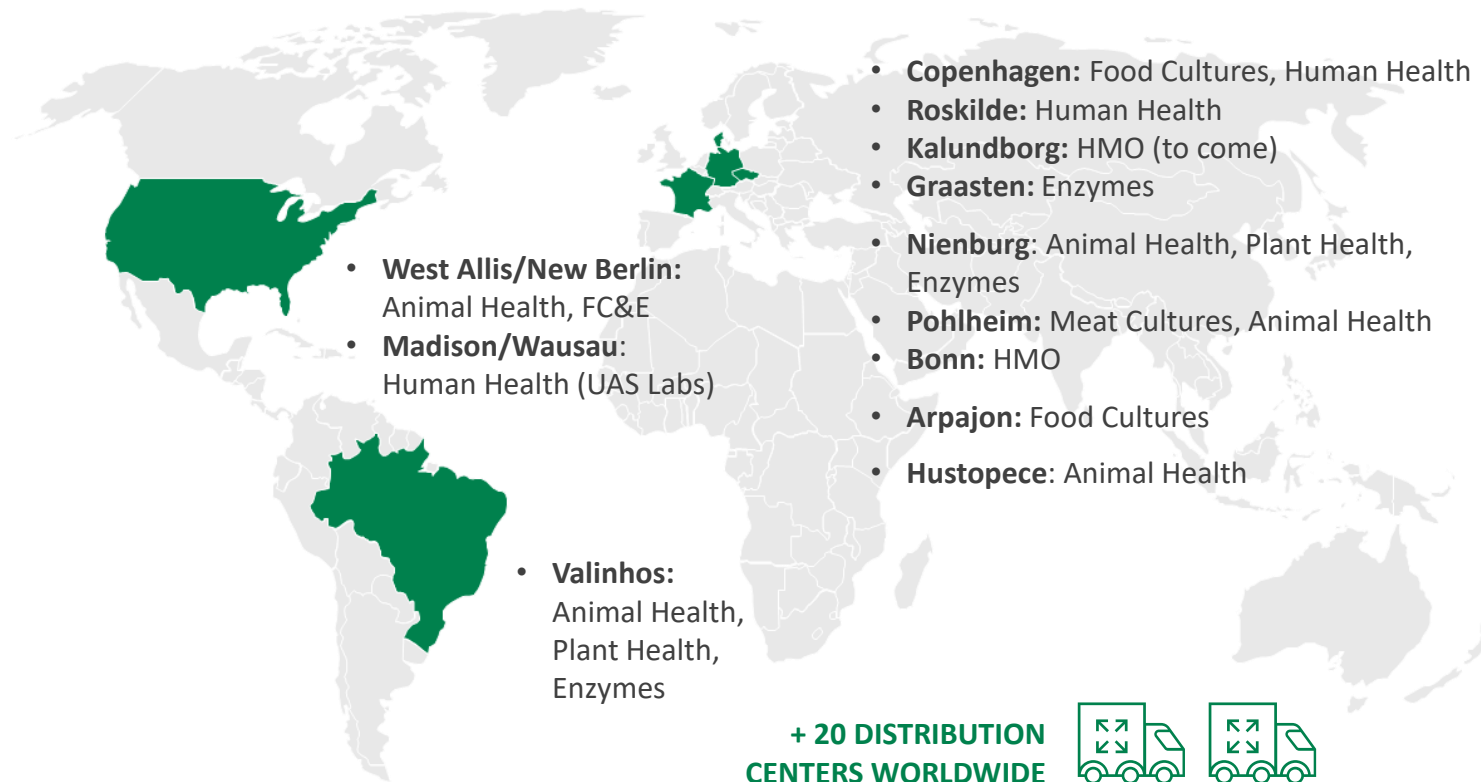 • Copenhagen: Food Cultures, Human Health
• Roskilde: Human Health
• Kalundborg: HMO (to come)
• Graasten: Enzymes
• Nienburg: Animal Health, Plant Health,
Enzymes
• Pohlheim: Meat Cultures, Animal Health
• Bonn: HMO
• Arpajon: Food Cultures
• Hustopece: Animal Health
• West Allis/New Berlin:
Animal Health, FC&E
• Madison/Wausau:
Human Health (UAS Labs)
• Valinhos:
Animal Health,
Plant Health,
Enzymes
+ 20 DISTRIBUTION
CENTERS WORLDWIDE